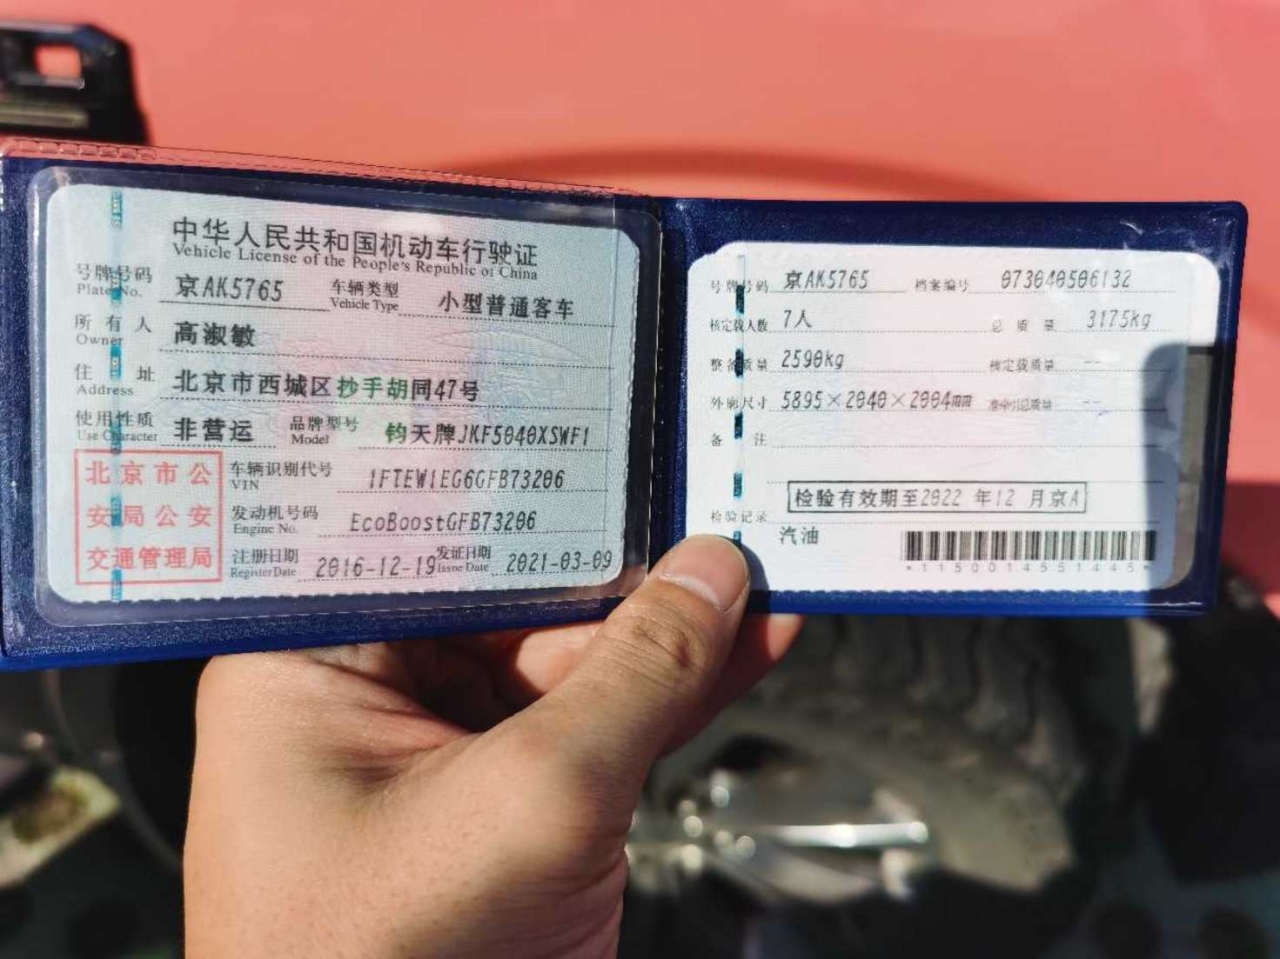 中华人民共和国机动车行驶证
Vehicle License of the People's Republic of China
号牌号码 京AK5765 车辆类型 小型普通客车
Plate No. Vehicle Type
所有人 高淑敏
Owner
住址 北京市西城区抄手胡同47号
Address
使用性质 非营运 品牌型号 钧天牌JKF5040XSWF1
Use Character Model
北京市公
安局公安
交通管理局
车辆识别代号 1FTEW1EG6GFB73206
VIN
发动机号码 EcoBoostGFB73206
Engine No.
注册日期 2016-12-19 发证日期 2021-03-09
Register Date Issue Date
号牌号码 京AK5765 档案编号 073040506132
核定载人数 7人 总质量 3175kg
整备质量 2590kg 核定载质量 --
外廓尺寸 5895×2040×2004mm 准牵引总质量 --
备注
检验有效期至2022年12月京A
检验记录
汽油
*1150014551445*